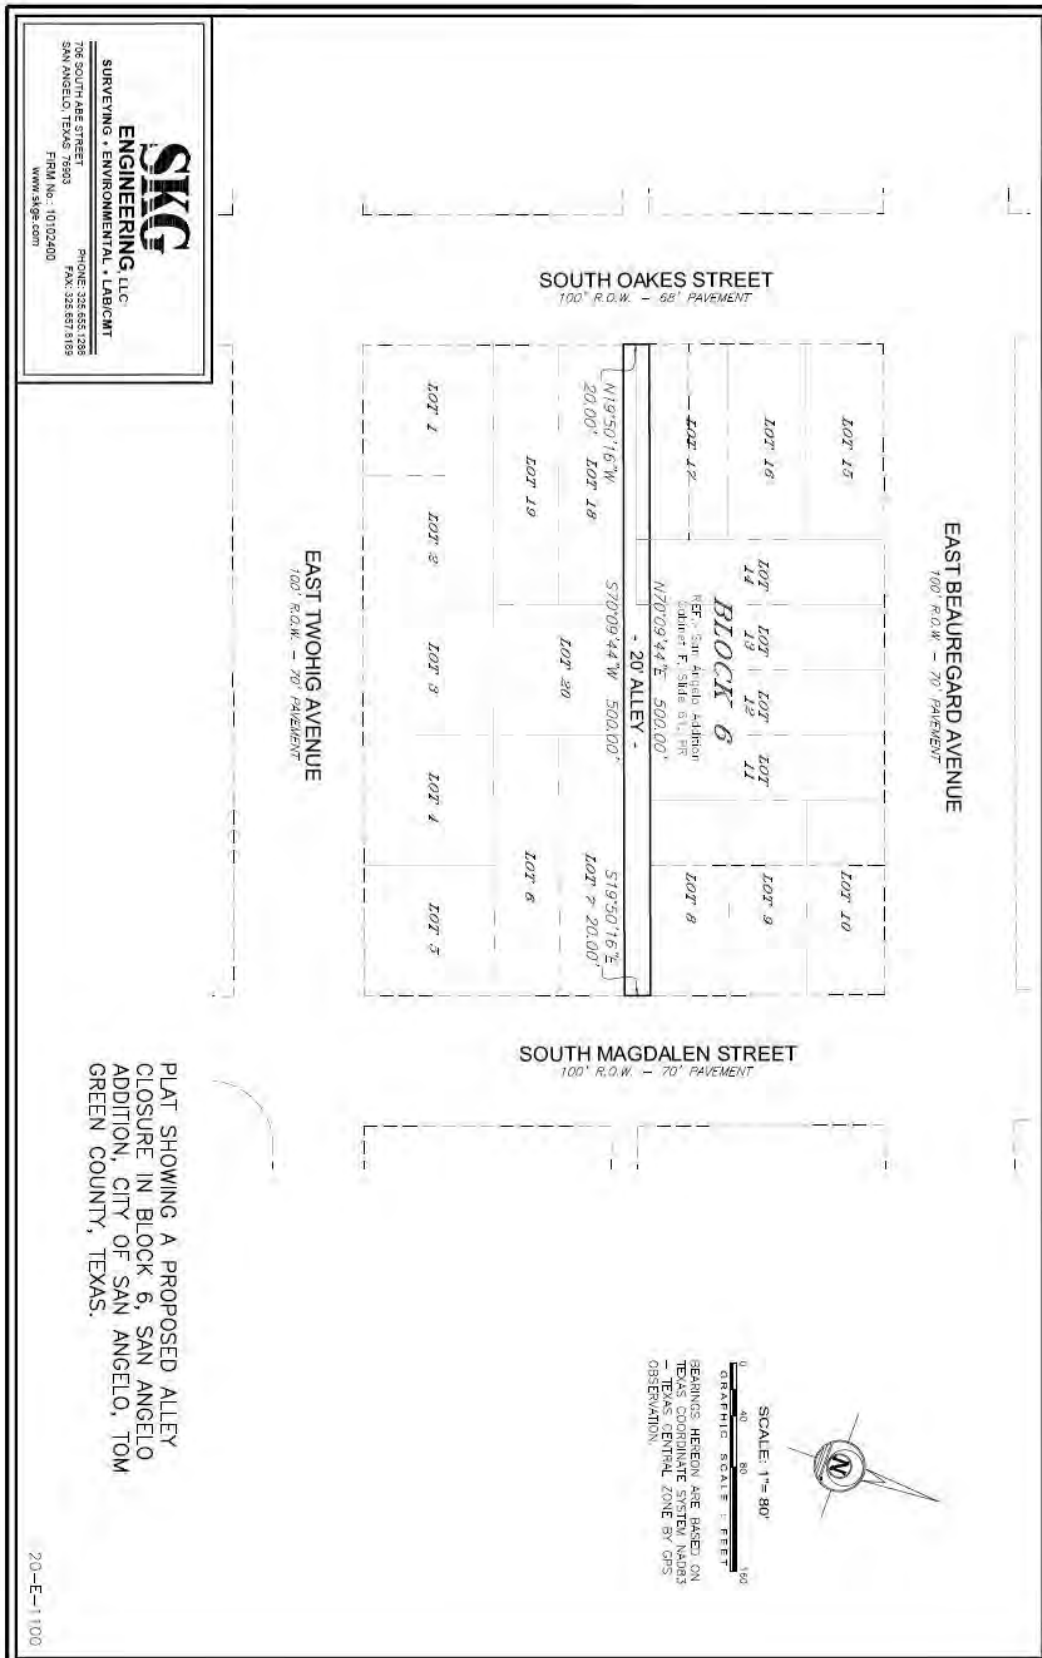 SKG
ENGINEERING, LLC
SURVEYING • ENVIRONMENTAL • LAB/CMT
706 SOUTH ABE STREET
SAN ANGELO, TEXAS 76903
PHONE: 325.655.1288
FAX: 325.657.8189
FIRM No.: 10102400
www.skge.com
SOUTH OAKES STREET
100' R.O.W. – 68' PAVEMENT
EAST BEAUREGARD AVENUE
100' R.O.W. – 70' PAVEMENT
LOT 15
LOT 16
LOT 17
LOT
14
LOT
13
LOT
12
LOT
11
LOT 10
LOT 9
LOT 8
BLOCK 6
REF.: San Angelo Addition
Cabinet F, Slide 61, PR
N70°09'44"E 500.00'
- 20' ALLEY -
S70°09'44"W 500.00'
N19°50'16"W
20.00'
S19°50'16"E
20.00'
LOT 18
LOT 19
LOT 20
LOT 7
LOT 6
LOT 1
LOT 2
LOT 3
LOT 4
LOT 5
EAST TWOHIG AVENUE
100' R.O.W. – 70' PAVEMENT
SOUTH MAGDALEN STREET
100' R.O.W. – 70' PAVEMENT
N
SCALE: 1"= 80'
0 40 80 160
GRAPHIC SCALE : FEET
BEARINGS HEREON ARE BASED ON
TEXAS COORDINATE SYSTEM NAD83
– TEXAS CENTRAL ZONE BY GPS
OBSERVATION.
PLAT SHOWING A PROPOSED ALLEY
CLOSURE IN BLOCK 6, SAN ANGELO
ADDITION, CITY OF SAN ANGELO, TOM
GREEN COUNTY, TEXAS.
20–E–1100